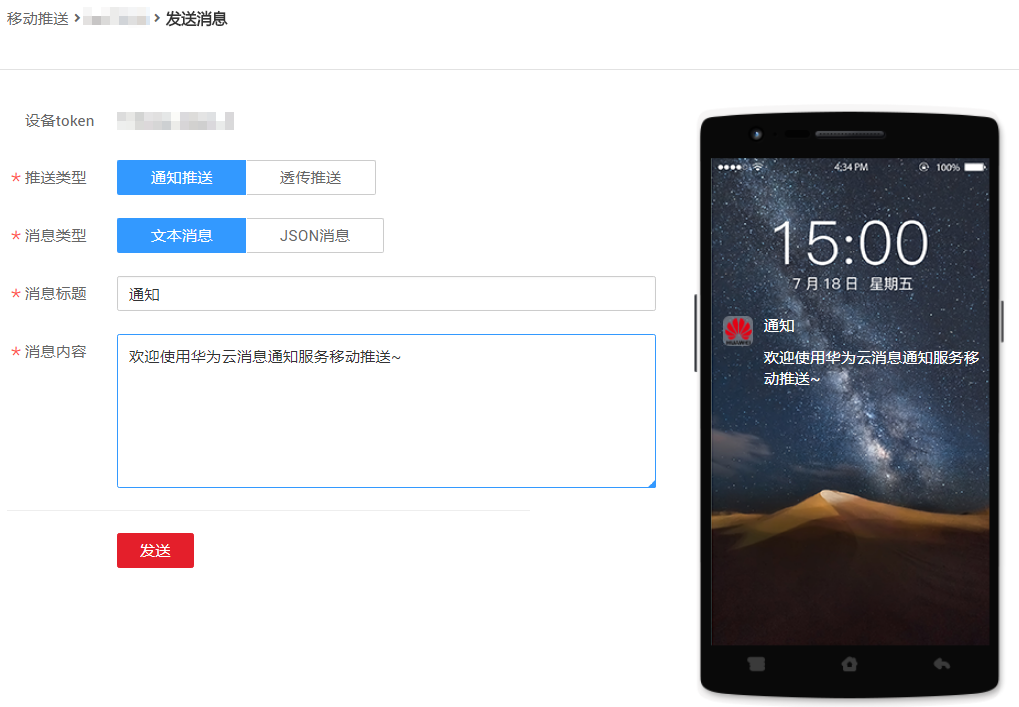 移动推送 > > 发送消息
设备token
* 推送类型 通知推送 透传推送
* 消息类型 文本消息 JSON消息
* 消息标题 通知
* 消息内容 欢迎使用华为云消息通知服务移动推送~
发送
4:34 PM 100%
15:00
7 月 18 日 星期五
通知
欢迎使用华为云消息通知服务移
动推送~